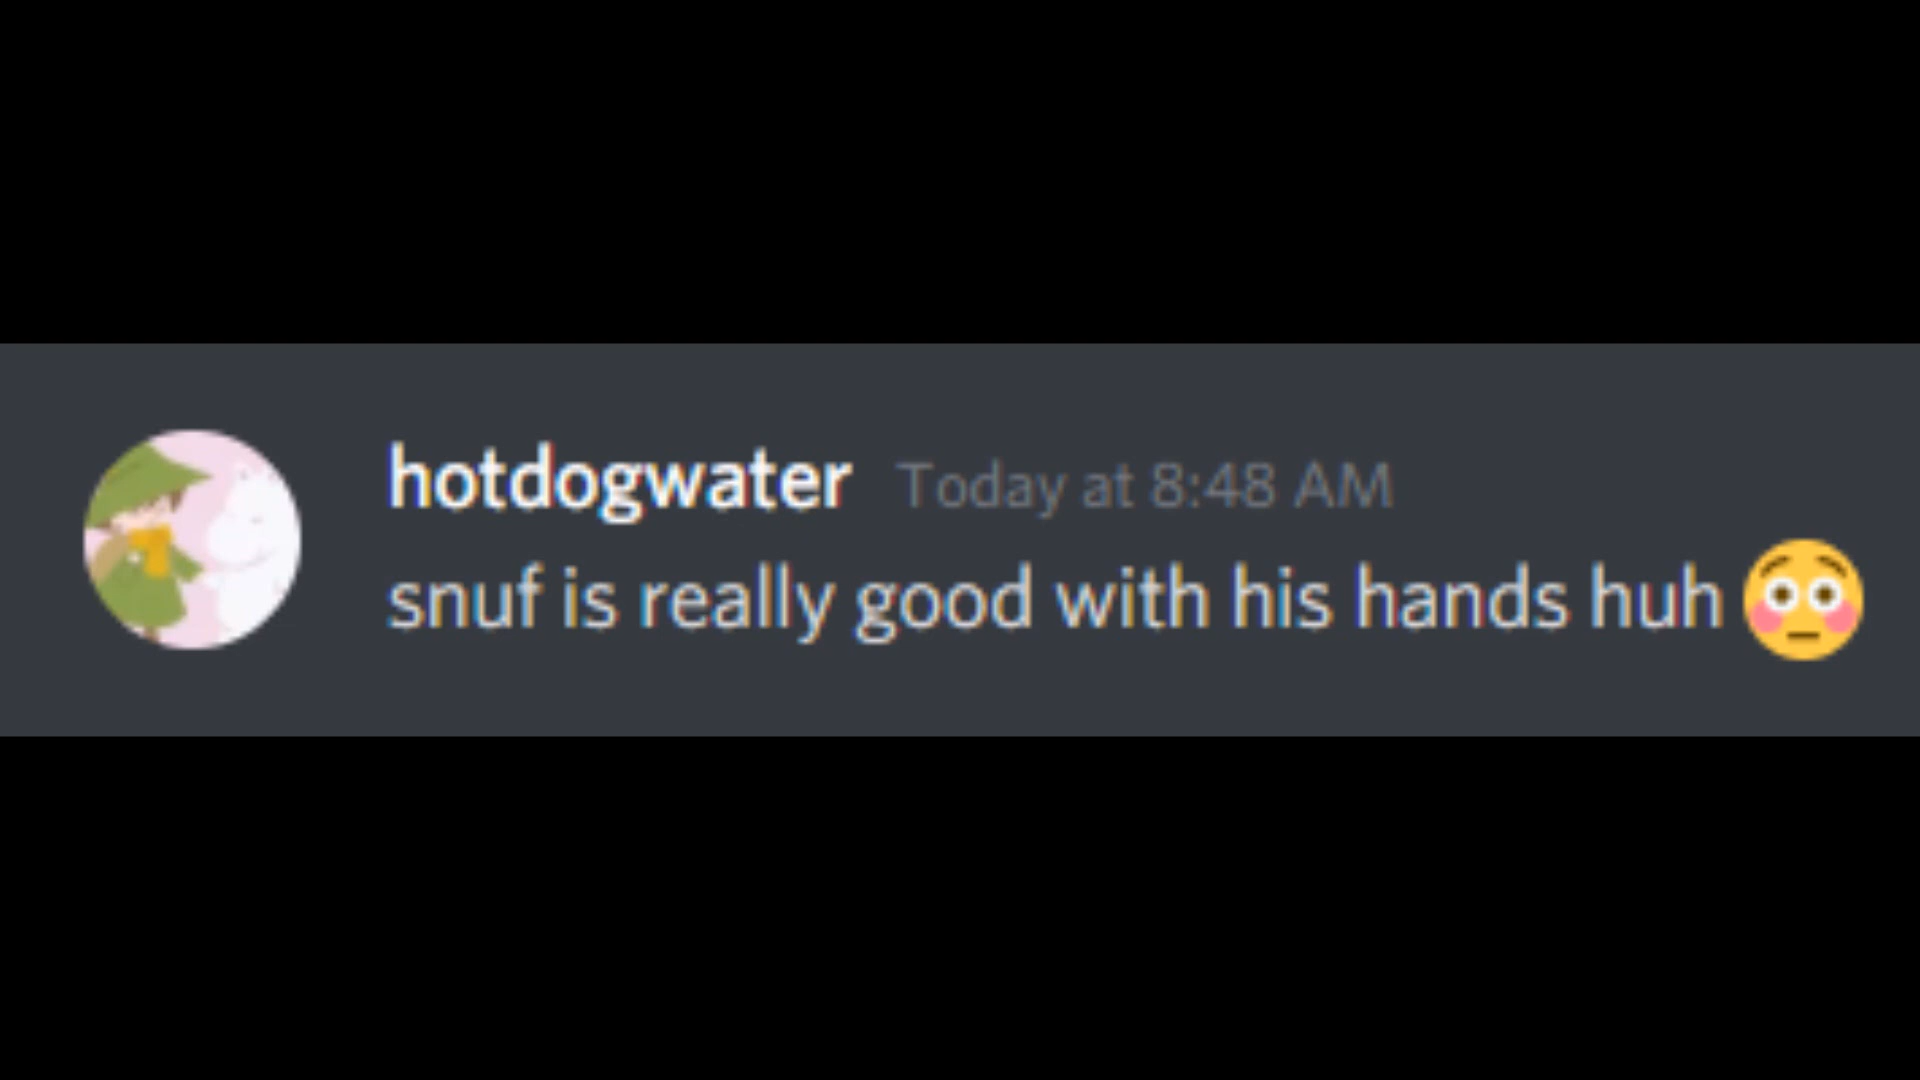 hotdogwater Today at 8:48 AM
snuf is really good with his hands huh 😳